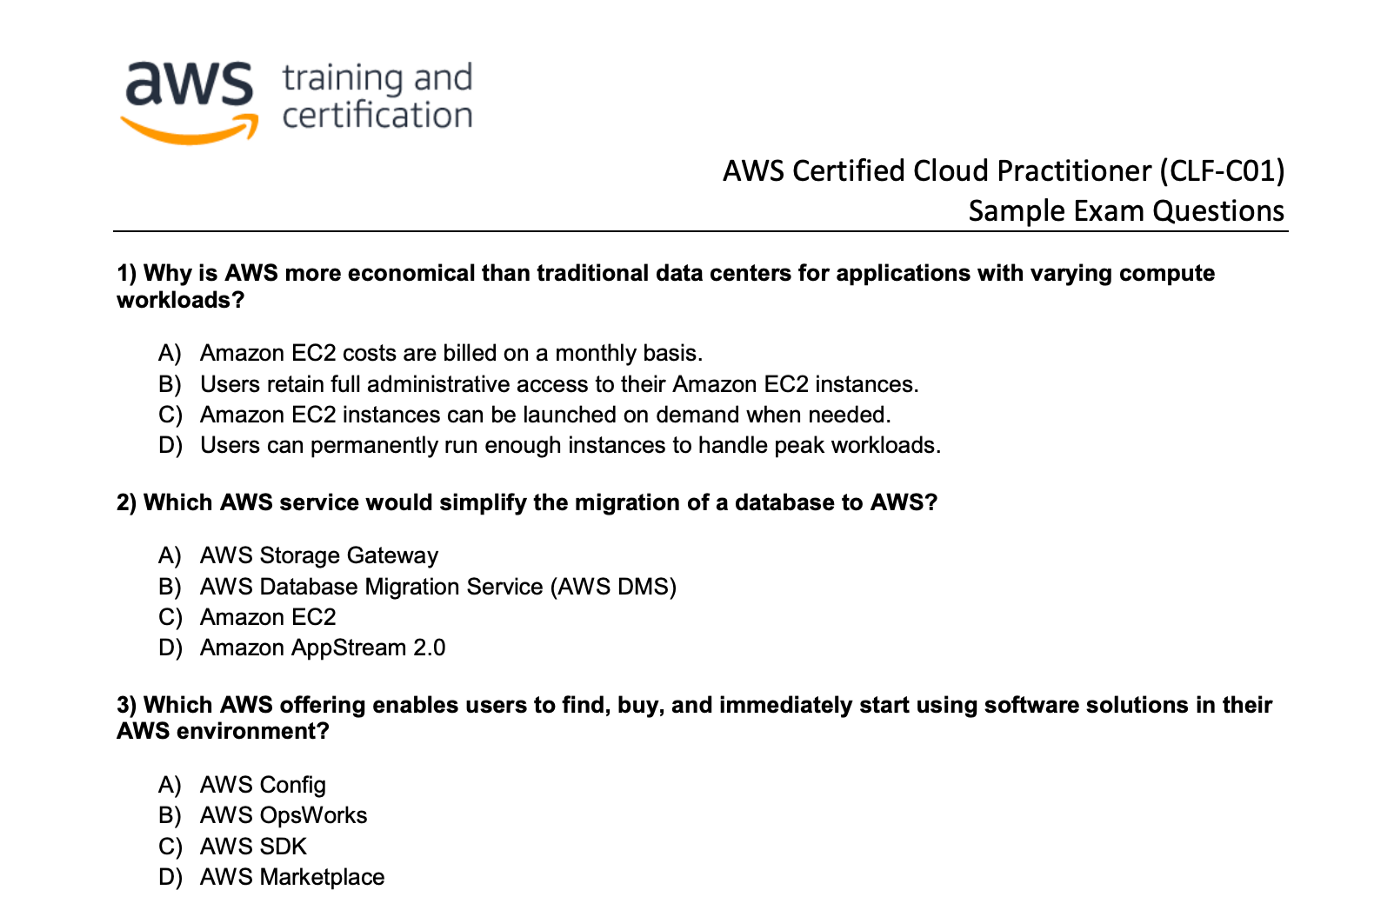 aws training and
certification
AWS Certified Cloud Practitioner (CLF-C01)
Sample Exam Questions
1) Why is AWS more economical than traditional data centers for applications with varying compute
workloads?
A) Amazon EC2 costs are billed on a monthly basis.
B) Users retain full administrative access to their Amazon EC2 instances.
C) Amazon EC2 instances can be launched on demand when needed.
D) Users can permanently run enough instances to handle peak workloads.
2) Which AWS service would simplify the migration of a database to AWS?
A) AWS Storage Gateway
B) AWS Database Migration Service (AWS DMS)
C) Amazon EC2
D) Amazon AppStream 2.0
3) Which AWS offering enables users to find, buy, and immediately start using software solutions in their
AWS environment?
A) AWS Config
B) AWS OpsWorks
C) AWS SDK
D) AWS Marketplace